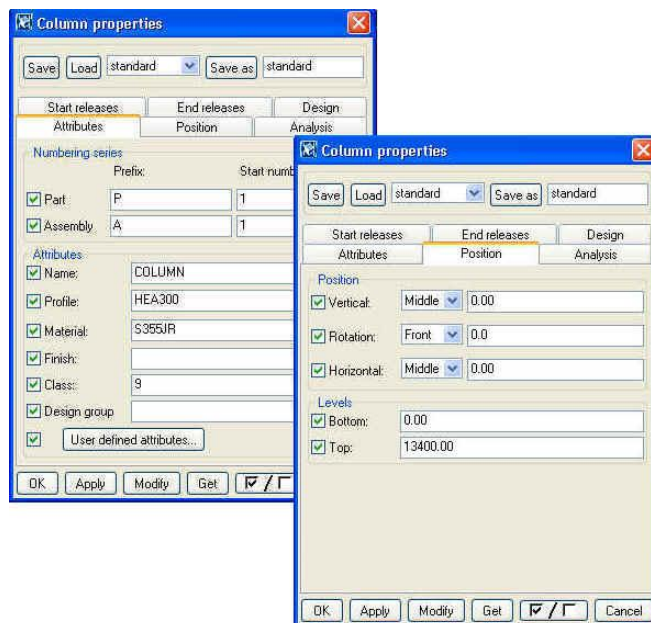 Column properties
Save Load standard Save as standard
Start releases End releases Design
Attributes Position Analysis
Numbering series
Prefix: Start numb
Part P 1
Assembly A 1
Attributes
Name: COLUMN
Profile: HEA300
Material: S355JR
Finish:
Class: 9
Design group
User defined attributes...
OK Apply Modify Get /
Column properties
Save Load standard Save as standard
Start releases End releases Design
Attributes Position Analysis
Position
Vertical: Middle 0.00
Rotation: Front 0.0
Horizontal: Middle 0.00
Levels
Bottom: 0.00
Top: 13400.00
OK Apply Modify Get / Cancel